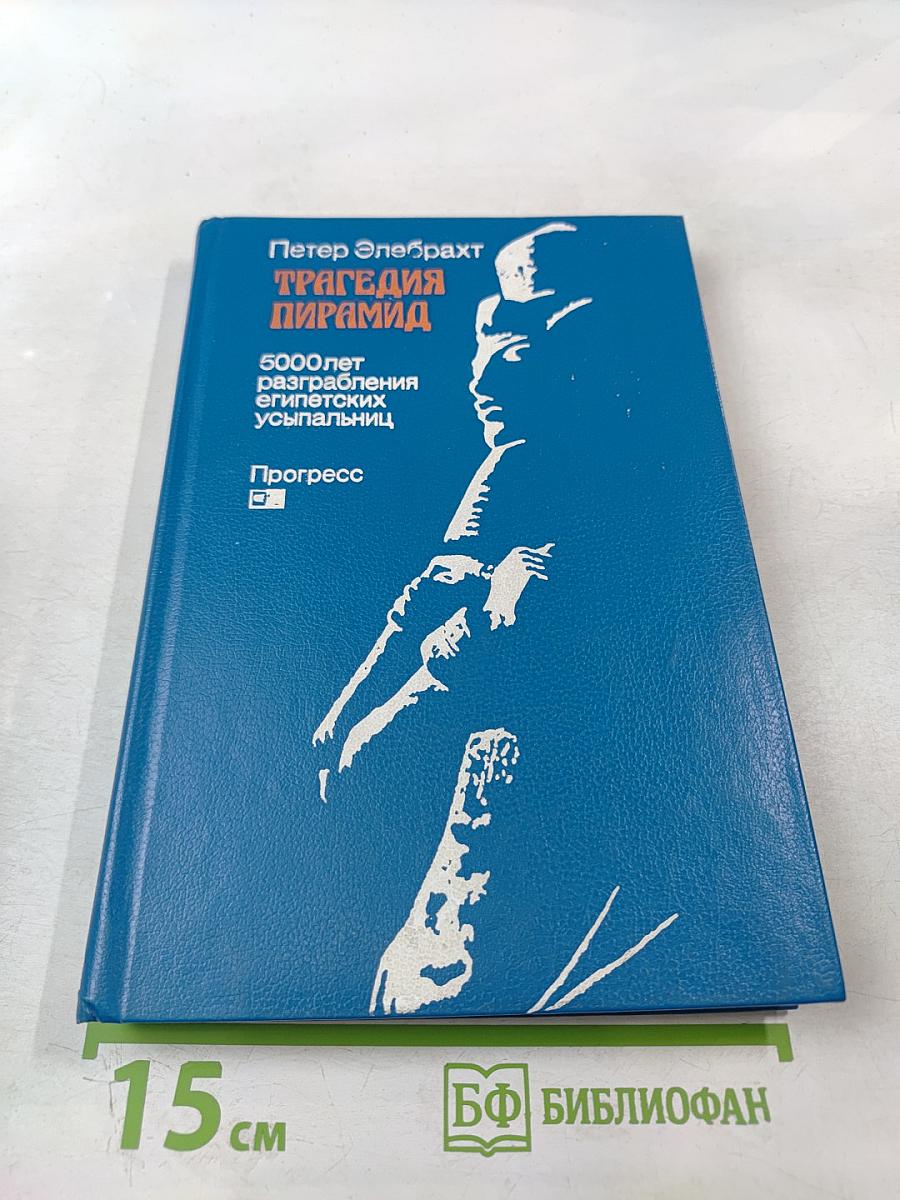 Петер Элебрахт
ТРАГЕДИЯ
ПИРАМИД
5000 лет
разграбления
египетских
усыпальниц
Прогресс
15 см
БФ БИБЛИОФАН